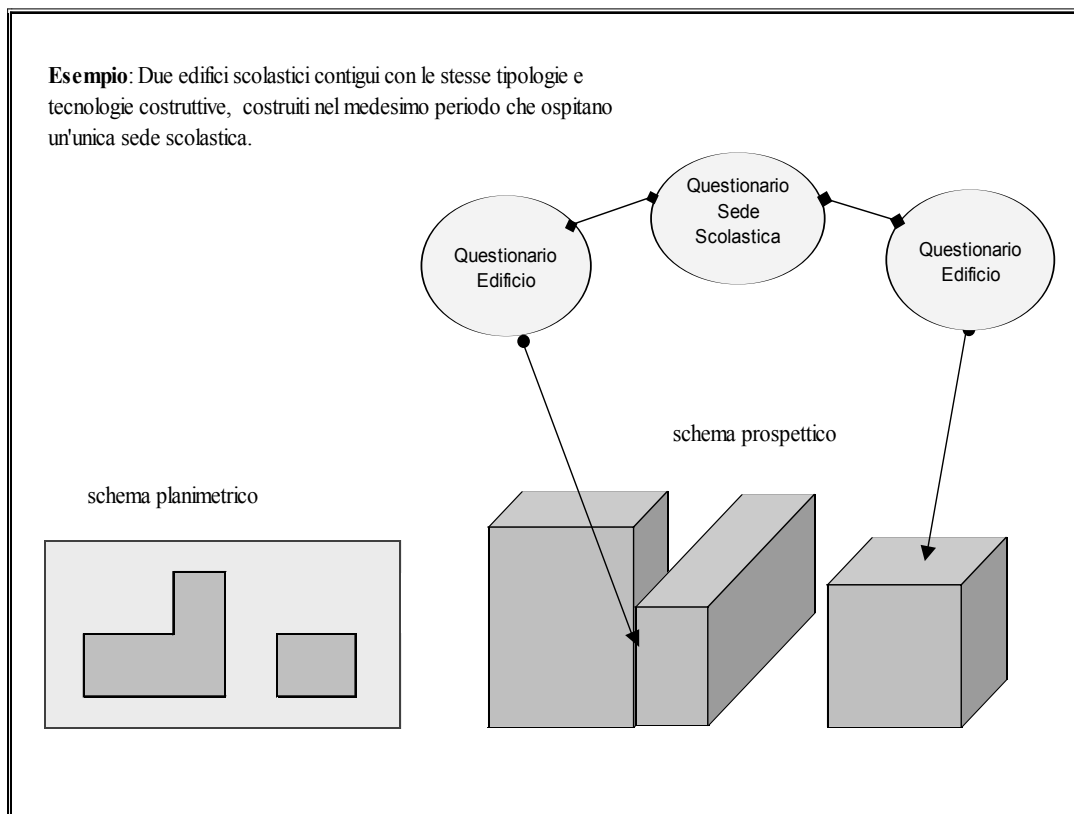 Esempio: Due edifici scolastici contigui con le stesse tipologie e
tecnologie costruttive, costruiti nel medesimo periodo che ospitano
un'unica sede scolastica.
Questionario
Sede
Scolastica
Questionario
Edificio
Questionario
Edificio
schema prospettico
schema planimetrico